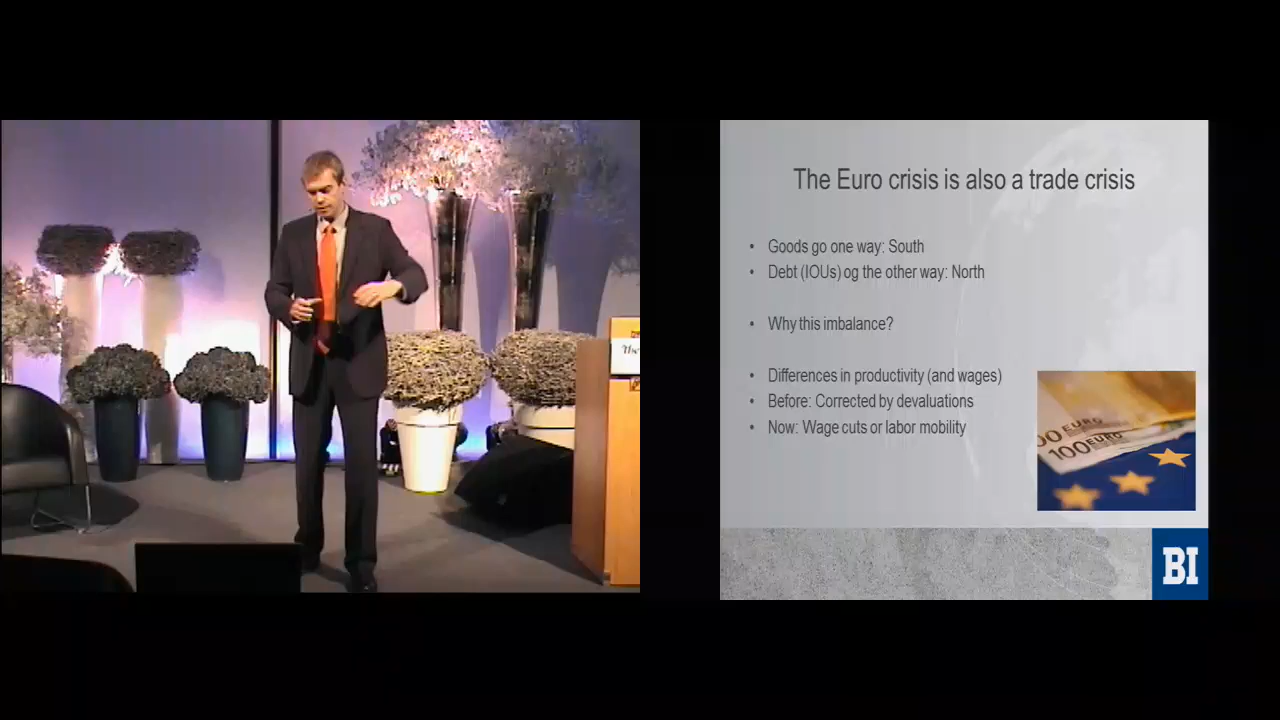 The
The Euro crisis is also a trade crisis
• Goods go one way: South
• Debt (IOUs) og the other way: North
• Why this imbalance?
• Differences in productivity (and wages)
• Before: Corrected by devaluations
• Now: Wage cuts or labor mobility
00 EURO
100 EURO
BI